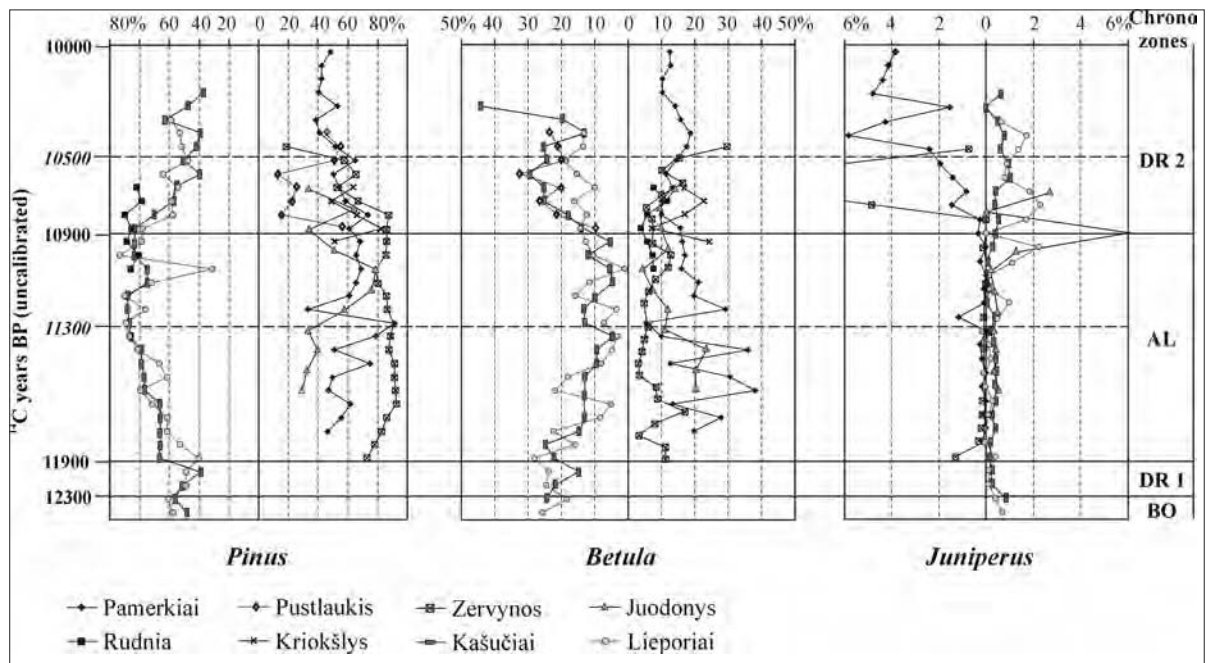 80% 60 40 20 0 20 40 60 80% 50% 40 30 20 10 0 10 20 30 40 50% 6% 4 2 0 2 4 6% Chrono
zones
10000
10500 DR 2
10900
11300 AL
11900
DR 1
12300
BO
¹⁴C years BP (uncalibrated)
Pinus Betula Juniperus
Pamerkiai Pustlaukis Zervynos Juodonys
Rudnia Kriokšlys Kašučiai Lieporiai